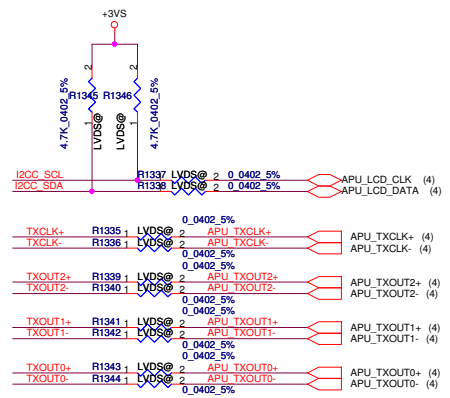 +3VS
2 2
R1345 R1346
4.7K_0402_5% LVDS@ 4.7K_0402_5% LVDS@
1 1
I2CC_SCL R1337 1 LVDS@ 2 0_0402_5% APU_LCD_CLK (4)
I2CC_SDA R1338 1 LVDS@ 2 0_0402_5% APU_LCD_DATA (4)
0_0402_5%
TXCLK+ R1335 1 LVDS@ 2 APU_TXCLK+ APU_TXCLK+ (4)
TXCLK- R1336 1 LVDS@ 2 APU_TXCLK- APU_TXCLK- (4)
0_0402_5%
0_0402_5%
TXOUT2+ R1339 1 LVDS@ 2 APU_TXOUT2+ APU_TXOUT2+ (4)
TXOUT2- R1340 1 LVDS@ 2 APU_TXOUT2- APU_TXOUT2- (4)
0_0402_5%
0_0402_5%
TXOUT1+ R1341 1 LVDS@ 2 APU_TXOUT1+ APU_TXOUT1+ (4)
TXOUT1- R1342 1 LVDS@ 2 APU_TXOUT1- APU_TXOUT1- (4)
0_0402_5%
0_0402_5%
TXOUT0+ R1343 1 LVDS@ 2 APU_TXOUT0+ APU_TXOUT0+ (4)
TXOUT0- R1344 1 LVDS@ 2 APU_TXOUT0- APU_TXOUT0- (4)
0_0402_5%